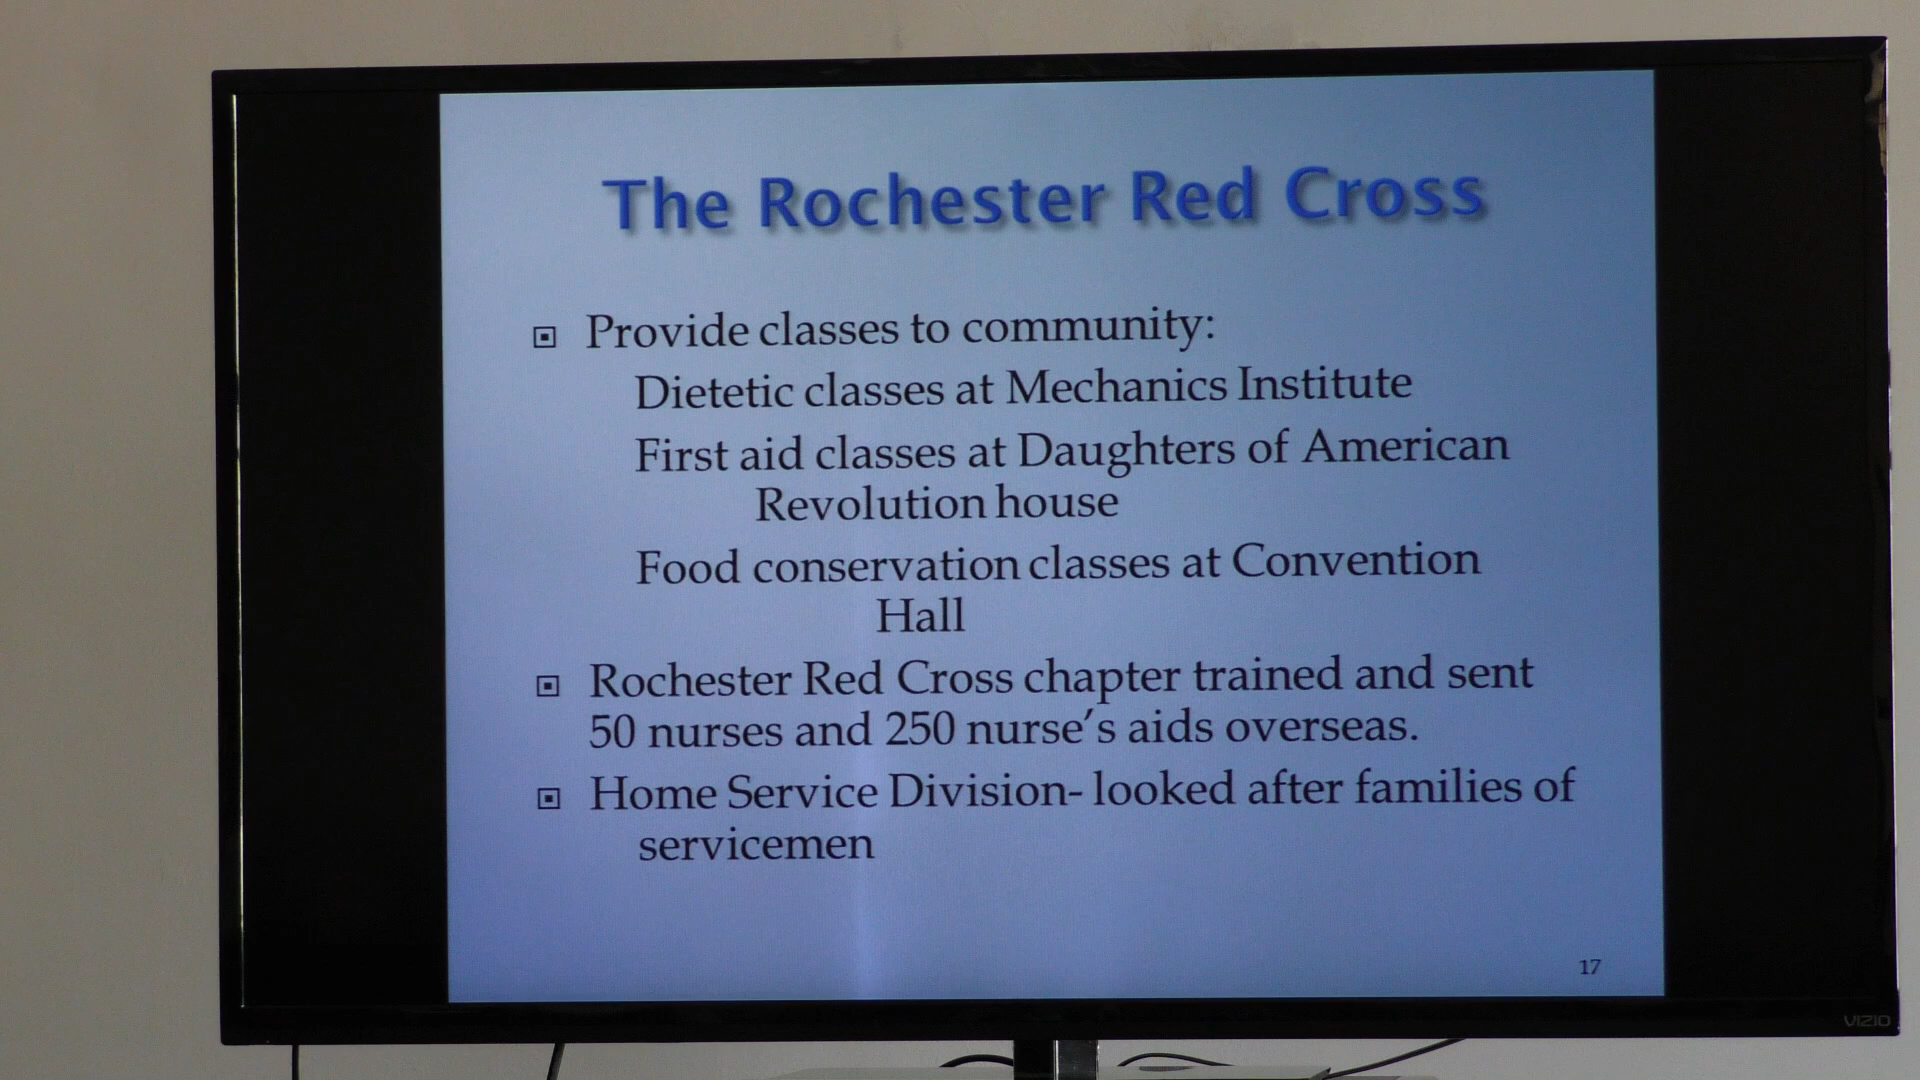 The Rochester Red Cross
Provide classes to community:
Dietetic classes at Mechanics Institute
First aid classes at Daughters of American
Revolution house
Food conservation classes at Convention
Hall
Rochester Red Cross chapter trained and sent
50 nurses and 250 nurse's aids overseas.
Home Service Division- looked after families of
servicemen
17
VIZIO